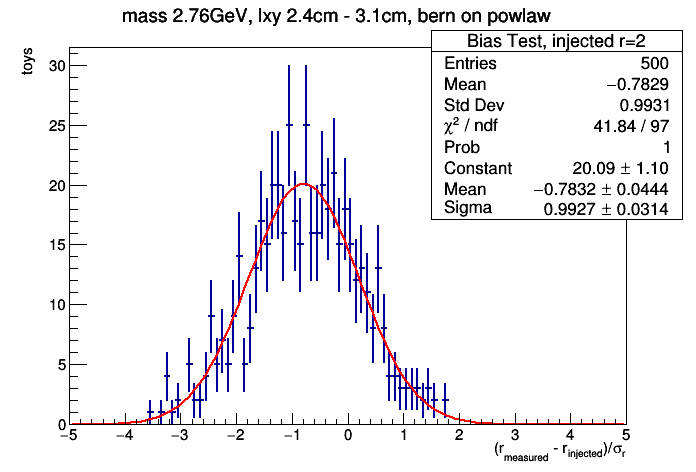 mass 2.76GeV, lxy 2.4cm - 3.1cm, bern on powlaw
Bias Test, injected r=2
Entries 500
Mean −0.7829
Std Dev 0.9931
χ² / ndf 41.84 / 97
Prob 1
Constant 20.09 ± 1.10
Mean −0.7832 ± 0.0444
Sigma 0.9927 ± 0.0314
toys
30
25
20
15
10
5
0
−5 −4 −3 −2 −1 0 1 2 3 4 5
(r_measured - r_injected)/σ_r